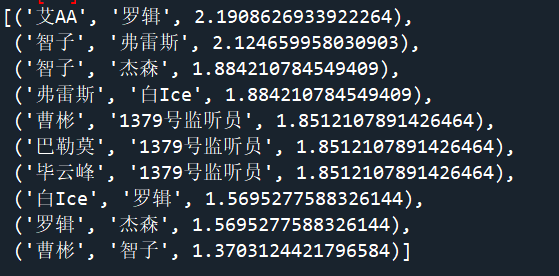 [('艾AA', '罗辑', 2.1908626933922264),
('智子', '弗雷斯', 2.124659958030903),
('智子', '杰森', 1.884210784549409),
('弗雷斯', '白Ice', 1.884210784549409),
('曹彬', '1379号监听员', 1.8512107891426464),
('巴勒莫', '1379号监听员', 1.8512107891426464),
('毕云峰', '1379号监听员', 1.8512107891426464),
('白Ice', '罗辑', 1.5695277588326144),
('罗辑', '杰森', 1.5695277588326144),
('曹彬', '智子', 1.3703124421796584)]